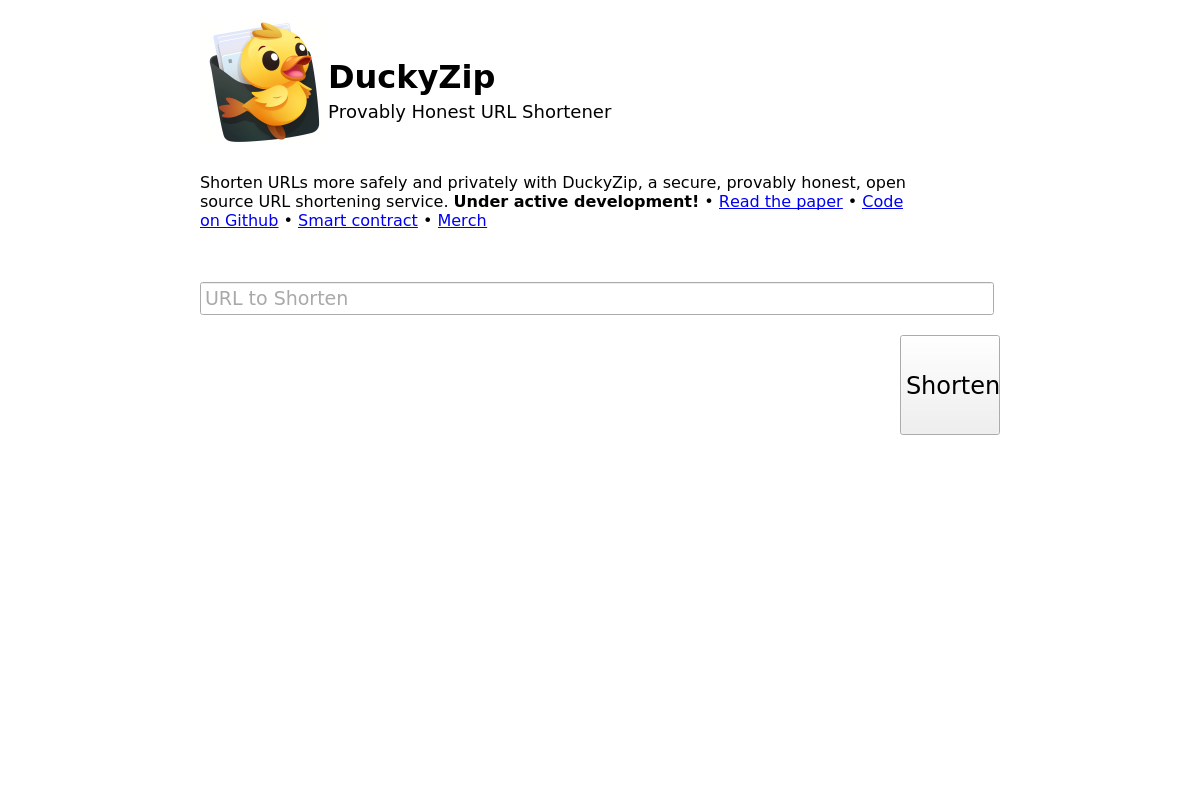 DuckyZip
Provably Honest URL Shortener
Shorten URLs more safely and privately with DuckyZip, a secure, provably honest, open
source URL shortening service. Under active development! • Read the paper • Code
on Github • Smart contract • Merch
URL to Shorten
Shorten